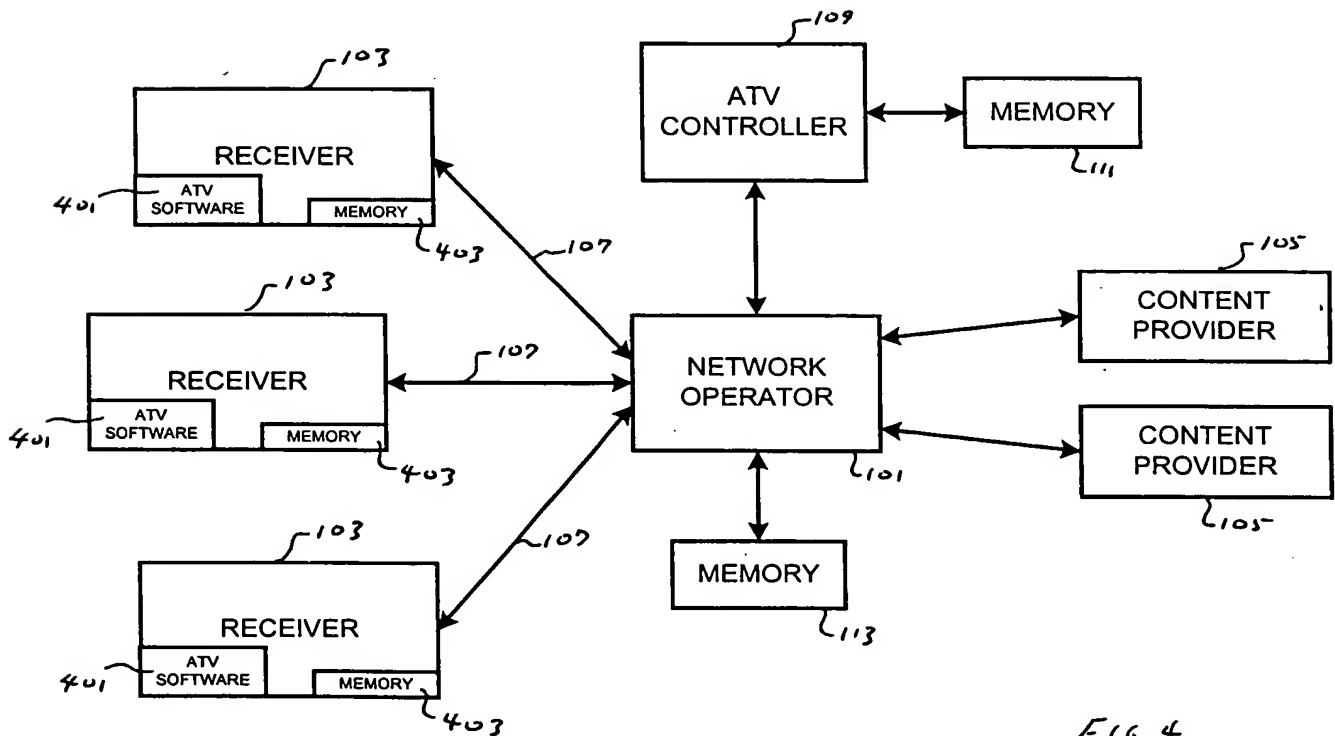 109
103
ATV
CONTROLLER
MEMORY
111
RECEIVER
401
ATV
SOFTWARE
MEMORY
403
107
103
105
CONTENT
PROVIDER
RECEIVER
401
ATV
SOFTWARE
MEMORY
403
107
NETWORK
OPERATOR
101
CONTENT
PROVIDER
105
103
107
MEMORY
113
RECEIVER
401
ATV
SOFTWARE
MEMORY
403
FIG 4